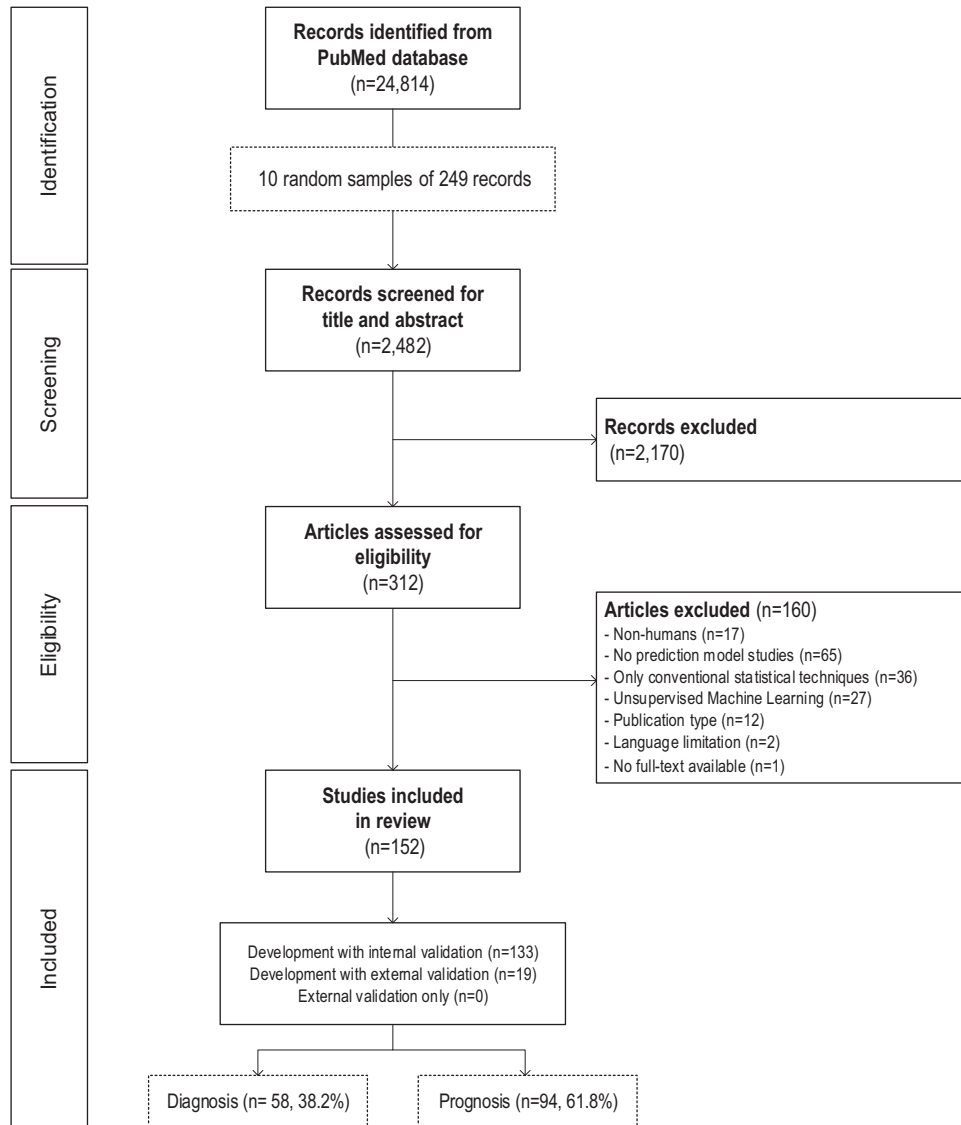 Identification
Records identified from
PubMed database
(n=24,814)
10 random samples of 249 records
Screening
Records screened for
title and abstract
(n=2,482)
Records excluded
(n=2,170)
Eligibility
Articles assessed for
eligibility
(n=312)
Articles excluded (n=160)
- Non-humans (n=17)
- No prediction model studies (n=65)
- Only conventional statistical techniques (n=36)
- Unsupervised Machine Learning (n=27)
- Publication type (n=12)
- Language limitation (n=2)
- No full-text available (n=1)
Included
Studies included
in review
(n=152)
Development with internal validation (n=133)
Development with external validation (n=19)
External validation only (n=0)
Diagnosis (n= 58, 38.2%)
Prognosis (n=94, 61.8%)